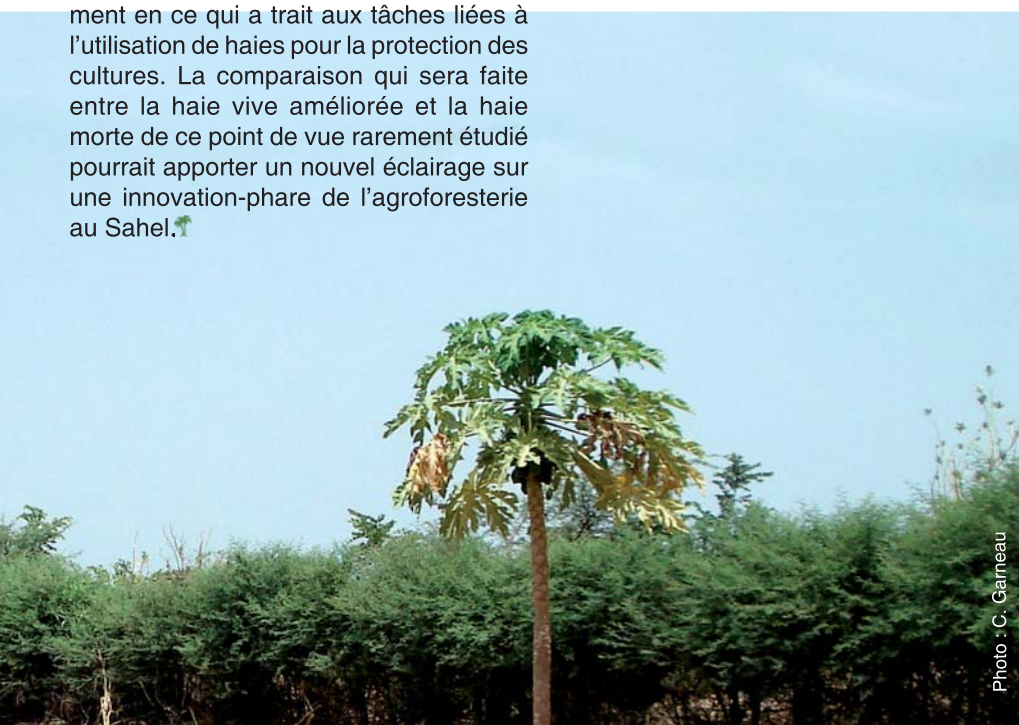 ment en ce qui a trait aux tâches liées à
l’utilisation de haies pour la protection des
cultures. La comparaison qui sera faite
entre la haie vive améliorée et la haie
morte de ce point de vue rarement étudié
pourrait apporter un nouvel éclairage sur
une innovation-phare de l’agroforesterie
au Sahel.
Photo : C. Garneau